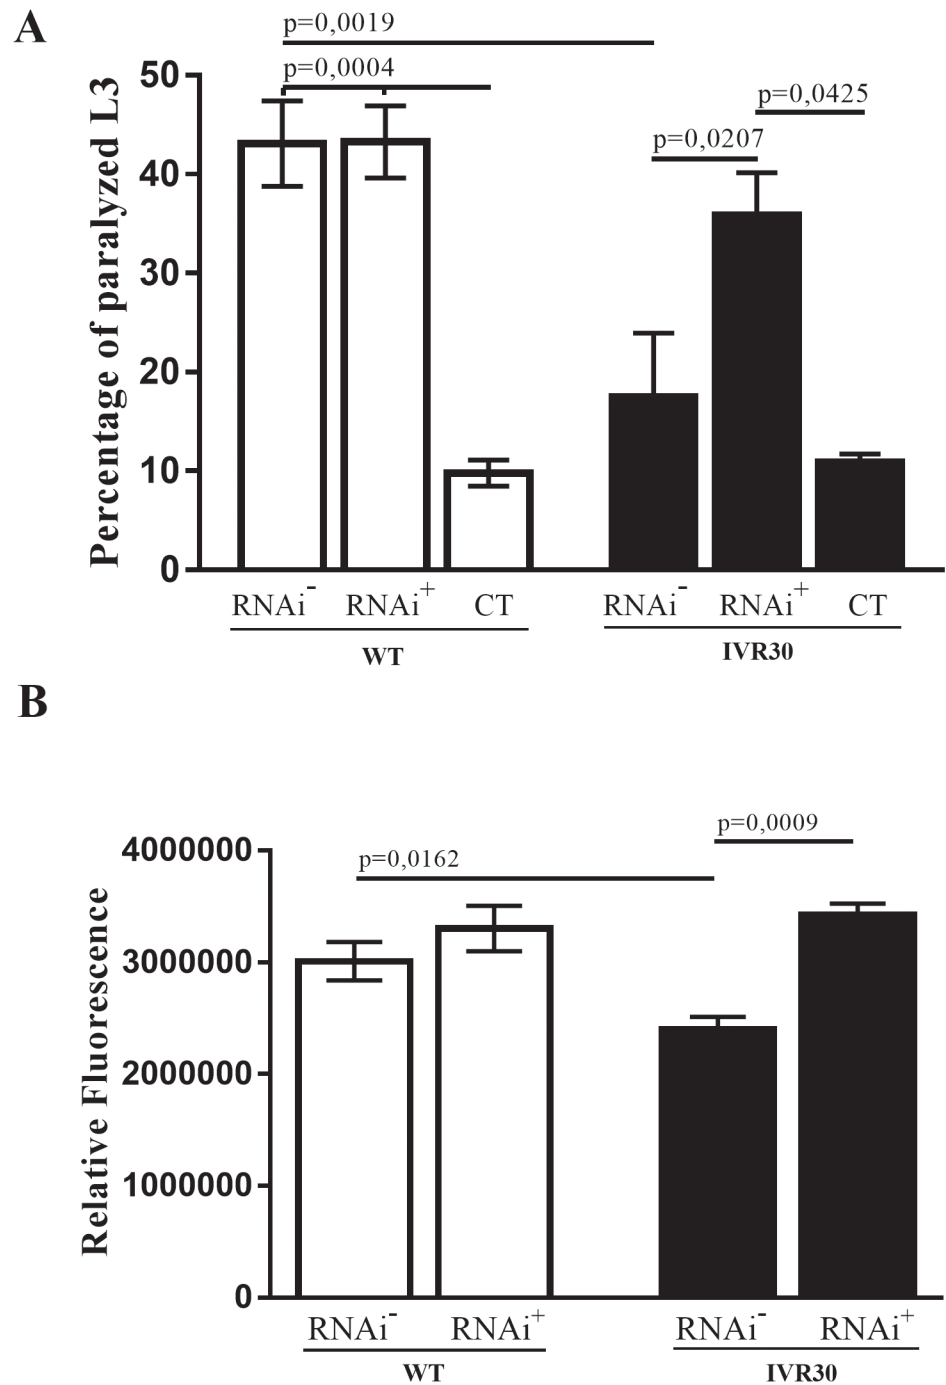 A
p=0,0019
p=0,0004
p=0,0425
p=0,0207
Percentage of paralyzed L3
50
40
30
20
10
0
RNAi- RNAi+ CT RNAi- RNAi+ CT
WT IVR30
B
p=0,0009
p=0,0162
Relative Fluorescence
4000000
3000000
2000000
1000000
0
RNAi- RNAi+ RNAi- RNAi+
WT IVR30